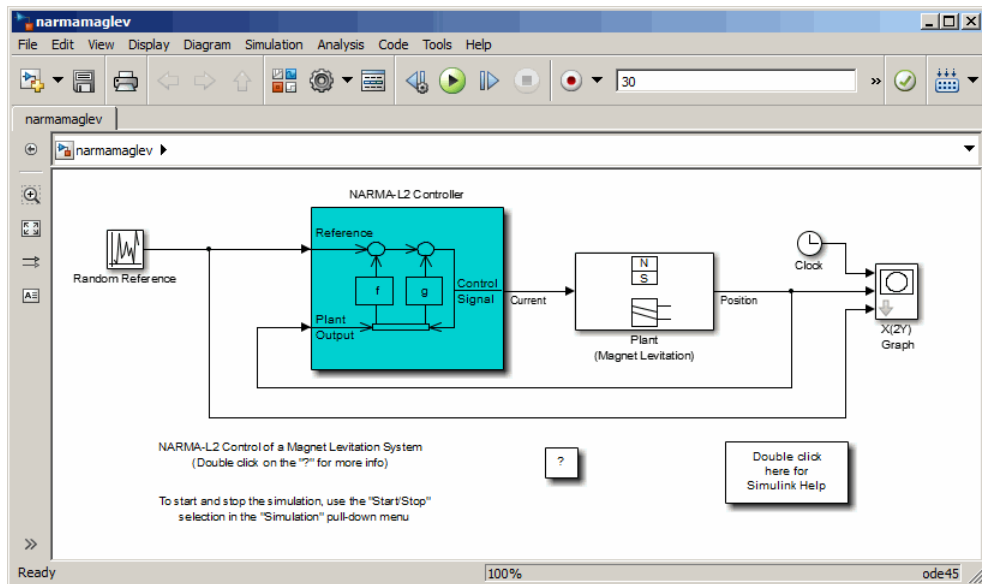 narmamaglev
File Edit View Display Diagram Simulation Analysis Code Tools Help
30
»
narmamaglev
narmamaglev
NARMA-L2 Controller
Reference
Random Reference
f
g
Control
Signal
Plant
Output
Current
N
S
Plant
(Magnet Levitation)
Position
Clock
X(2Y)
Graph
NARMA-L2 Control of a Magnet Levitation System
(Double click on the "?" for more info)
?
Double click
here for
Simulink Help
To start and stop the simulation, use the "Start/Stop"
selection in the "Simulation" pull-down menu
»
Ready
100%
ode45